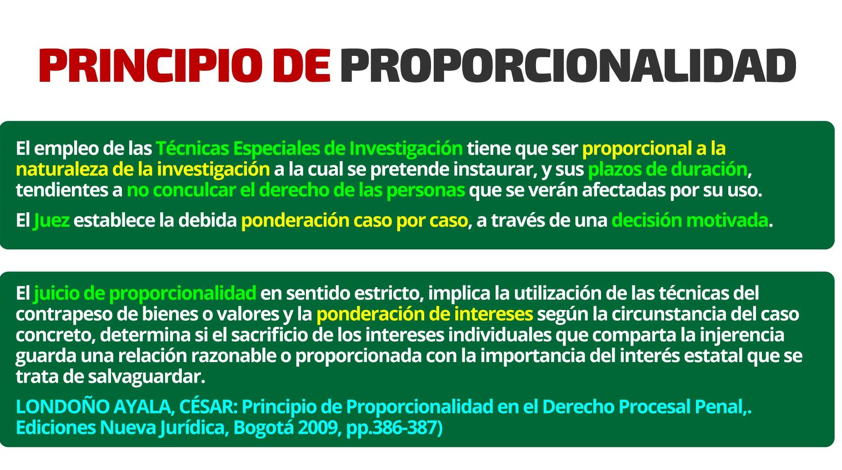 PRINCIPIO DE PROPORCIONALIDAD
El empleo de las Técnicas Especiales de Investigación tiene que ser proporcional a la
naturaleza de la investigación a la cual se pretende instaurar, y sus plazos de duración,
tendientes a no conculcar el derecho de las personas que se verán afectadas por su uso.
El Juez establece la debida ponderación caso por caso, a través de una decisión motivada.
El juicio de proporcionalidad en sentido estricto, implica la utilización de las técnicas del
contrapeso de bienes o valores y la ponderación de intereses según la circunstancia del caso
concreto, determina si el sacrificio de los intereses individuales que comparta la injerencia
guarda una relación razonable o proporcionada con la importancia del interés estatal que se
trata de salvaguardar.
LONDOÑO AYALA, CÉSAR: Principio de Proporcionalidad en el Derecho Procesal Penal,.
Ediciones Nueva Jurídica, Bogotá 2009, pp.386-387)